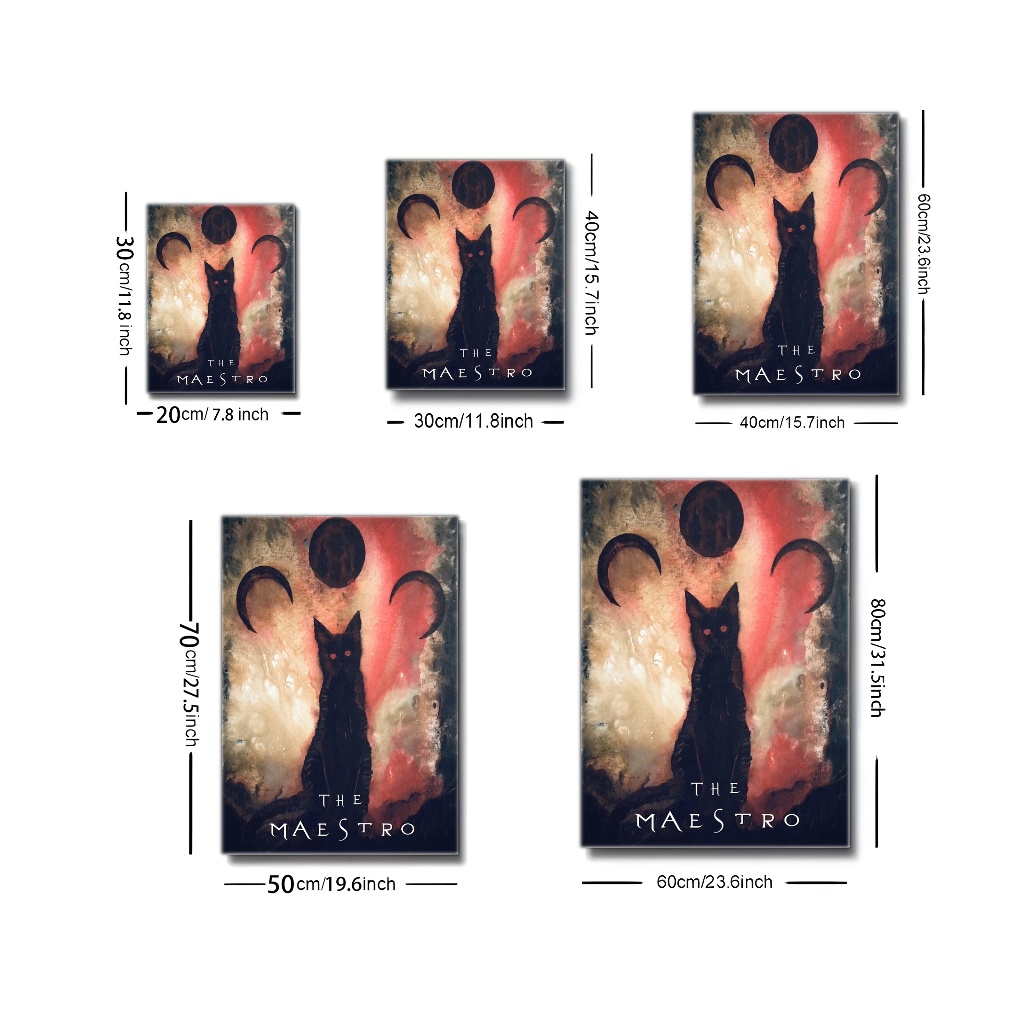 30cm/11.8 inch
THE
MAESTRO
20cm/ 7.8 inch
40cm/15.7inch
THE
MAESTRO
30cm/11.8inch
60cm/23.6inch
THE
MAESTRO
40cm/15.7inch
70cm/27.5inch
THE
MAESTRO
50cm/19.6inch
80cm/31.5inch
THE
MAESTRO
60cm/23.6inch